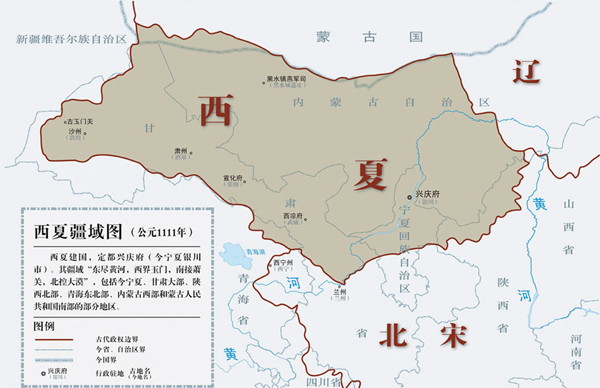 新疆维吾尔族自治区
蒙古国
辽
黑水镇燕军司
(黑水城遗址)
西
内蒙古自治区
古玉门关
沙州
(敦煌)
甘
肃州
(酒泉)
夏
宣化府
(张掖)
肃
兴庆府
(银川)
黄
山西省
西凉府
(武威)
宁夏回族自治区
西夏疆域图(公元1111年)
西夏建国,定都兴庆府(今宁夏银川
市)。其疆域“东尽黄河,西界玉门,南接萧
关,北控大漠”,包括今宁夏、甘肃大部、陕
西北部、青海东北部、内蒙古西部和蒙古人民
共和国南部的部分地区。
图例
古代政权边界
今省、自治区界
今国界
兴庆府
(银川)
行政驻地
古地名
(今地名)
青海湖
西宁州
(西宁)
河
兰州
(兰州)
青海省
黄
省
北宋
陕西省
河
河南省
四川省